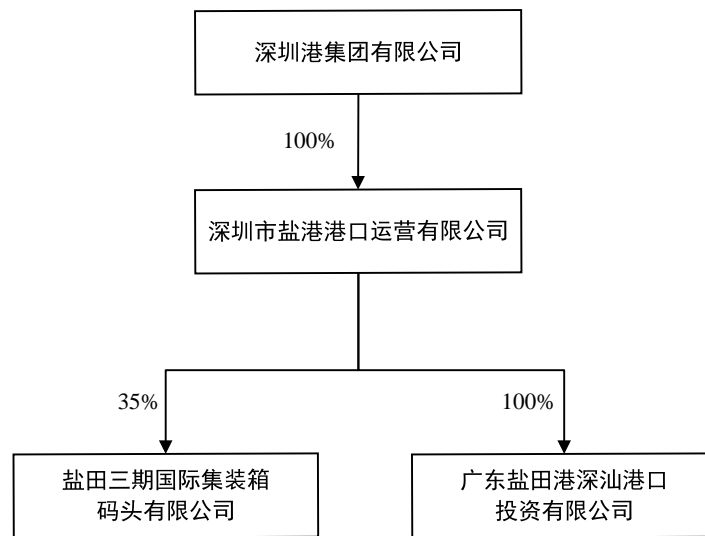 深圳港集团有限公司
100%
深圳市盐港港口运营有限公司
35%
100%
盐田三期国际集装箱
码头有限公司
广东盐田港深汕港口
投资有限公司